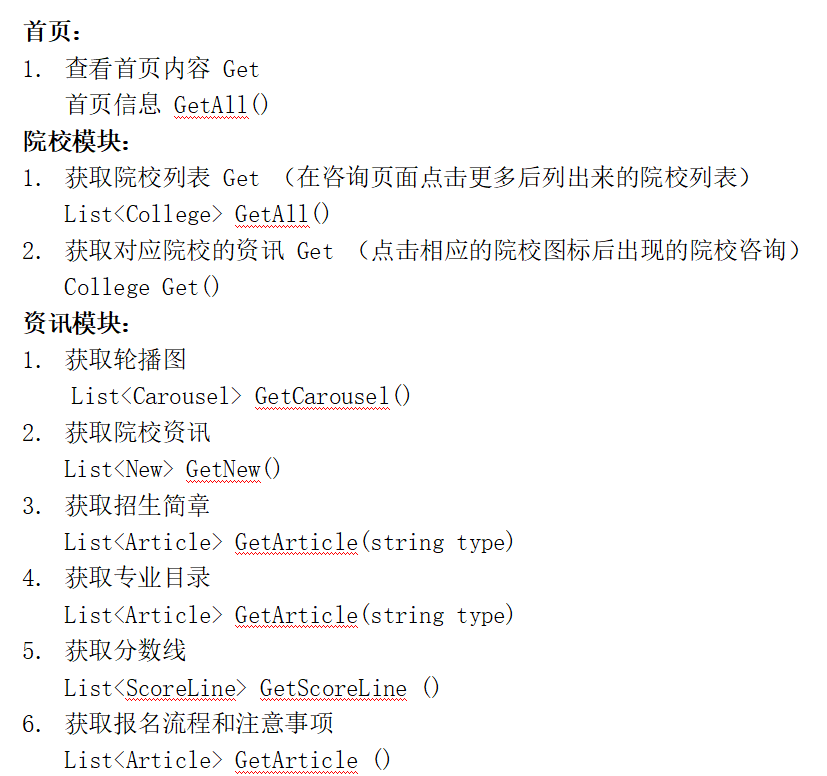 首页：
1. 查看首页内容 Get
首页信息 GetAll()
院校模块：
1. 获取院校列表 Get （在咨询页面点击更多后列出来的院校列表）
List<College> GetAll()
2. 获取对应院校的资讯 Get （点击相应的院校图标后出现的院校咨询）
College Get()
资讯模块：
1. 获取轮播图
List<Carousel> GetCarousel()
2. 获取院校资讯
List<New> GetNew()
3. 获取招生简章
List<Article> GetArticle(string type)
4. 获取专业目录
List<Article> GetArticle(string type)
5. 获取分数线
List<ScoreLine> GetScoreLine ()
6. 获取报名流程和注意事项
List<Article> GetArticle ()